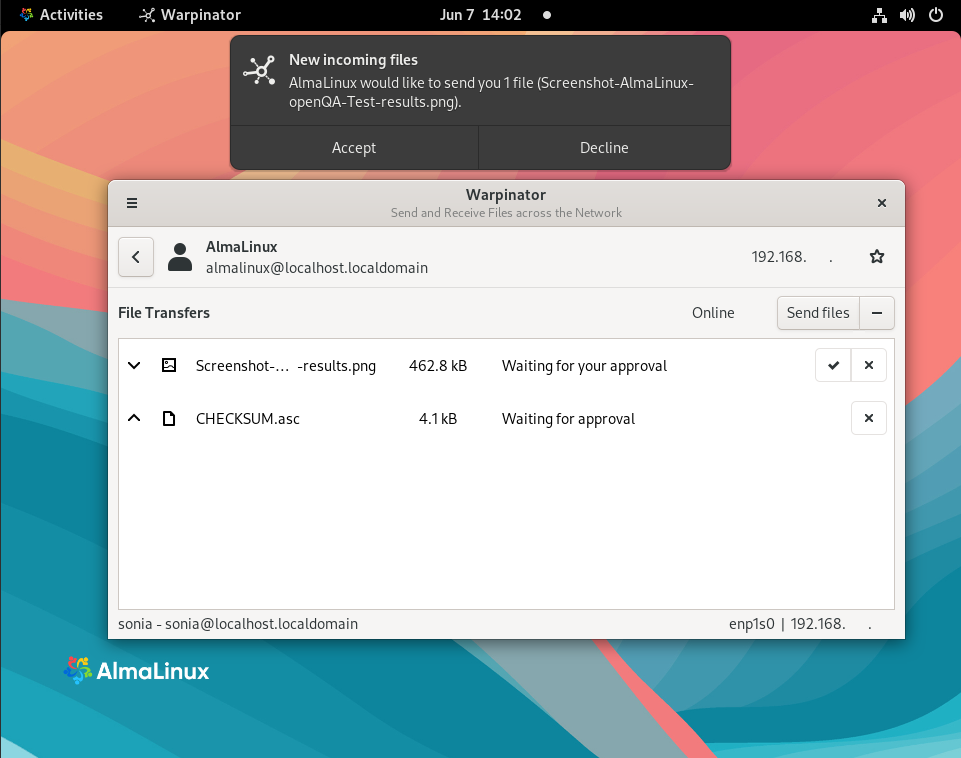 Activities Warpinator Jun 7 14:02
New incoming files
AlmaLinux would like to send you 1 file (Screenshot-AlmaLinux-
openQA-Test-results.png).
Accept Decline
Warpinator
Send and Receive Files across the Network
AlmaLinux
almalinux@localhost.localdomain
192.168. .
File Transfers Online Send files
Screenshot-... -results.png 462.8 kB Waiting for your approval
CHECKSUM.asc 4.1 kB Waiting for approval
sonia - sonia@localhost.localdomain enp1s0 | 192.168. .
AlmaLinux